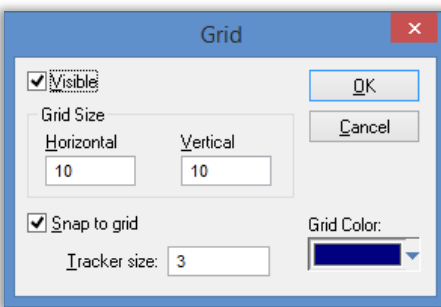 Grid
Visible
OK
Grid Size
Cancel
Horizontal Vertical
10 10
Snap to grid
Grid Color:
Tracker size: 3